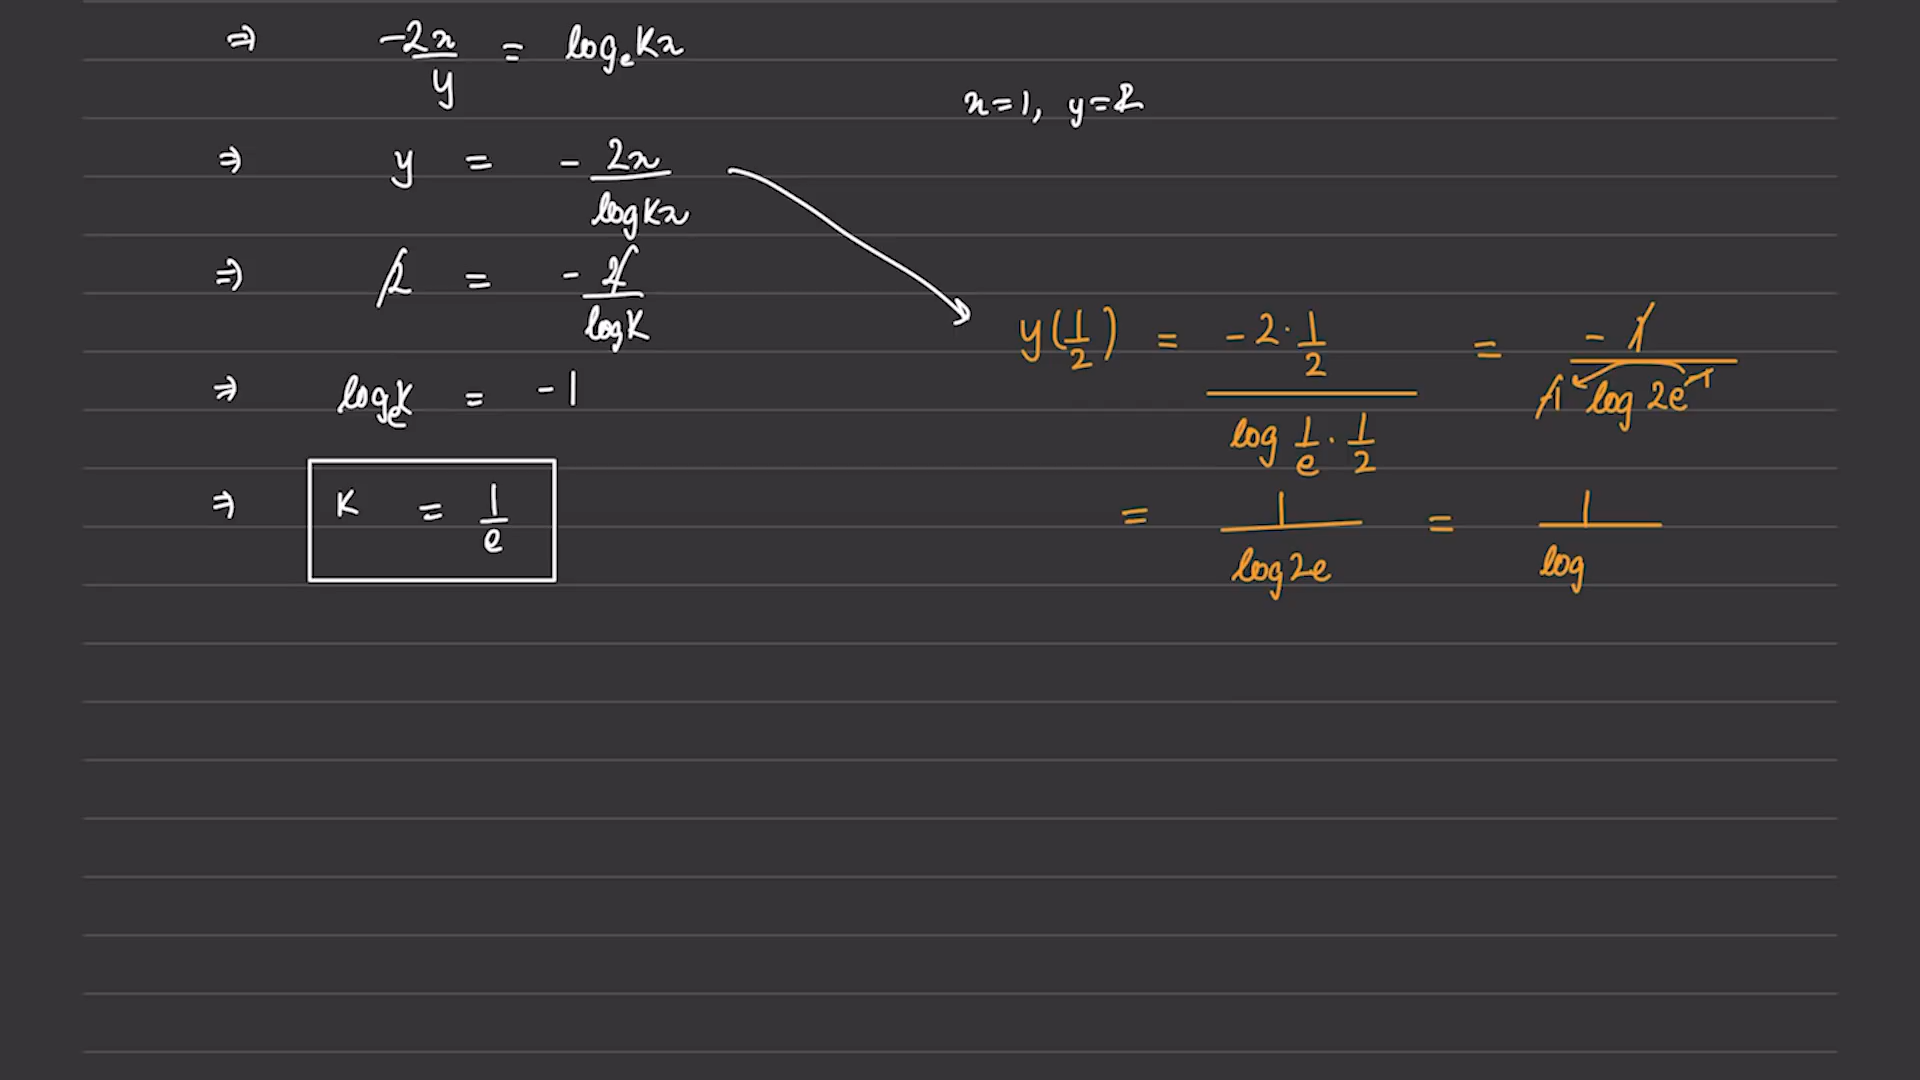 ⇒ -2x/y = logₑ Kx
x=1, y=2
⇒ y = - 2x/log Kx
⇒ 2 = - 2/log K
⇒ logₑ K = -1
⇒ K = 1/e
y(1/2) = (-2·1/2)/(log 1/e · 1/2) = -1/(-1 log 2e⁻¹)
= 1/log 2e = 1/log